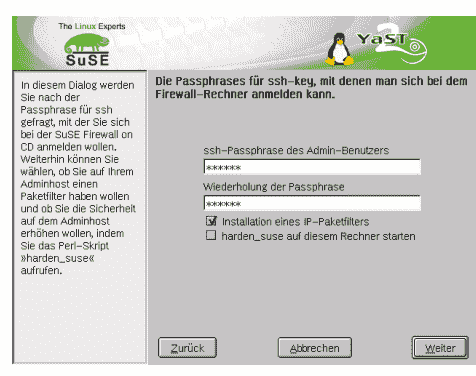 The Linux Experts
SuSE
YaST
2
In diesem Dialog werden
Sie nach der
Passphrase für ssh
gefragt, mit der Sie sich
bei der SuSE Firewall on
CD anmelden wollen.
Weiterhin können Sie
wählen, ob Sie auf Ihrem
Adminhost einen
Paketfilter haben wollen
und ob Sie die Sicherheit
auf dem Adminhost
erhöhen wollen, indem
Sie das Perl-Skript
»harden_suse«
aufrufen.
Die Passphrases für ssh-key, mit denen man sich bei dem
Firewall-Rechner anmelden kann.
ssh-Passphrase des Admin-Benutzers
******
Wiederholung der Passphrase
******
Installation eines IP-Paketfilters
harden_suse auf diesem Rechner starten
Zurück
Abbrechen
Weiter